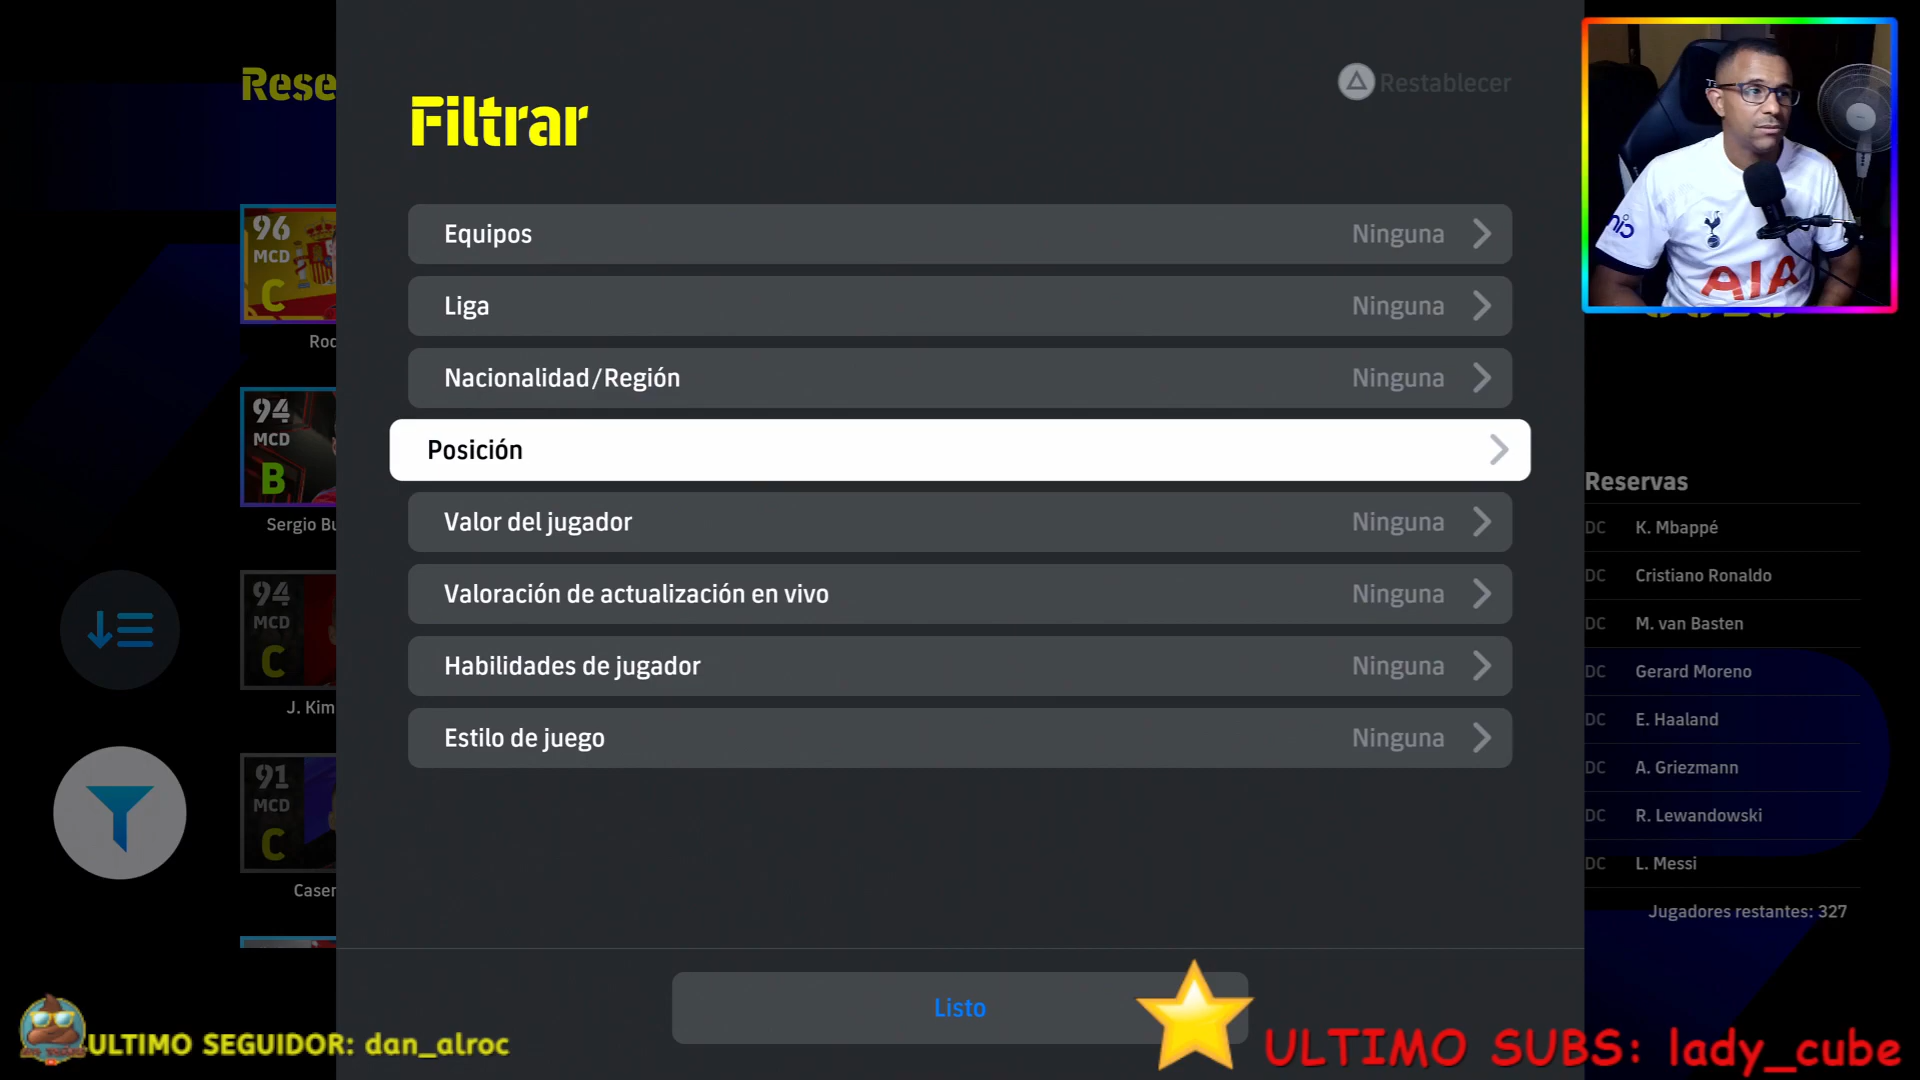 Rese
Filtrar
Restablecer
96
MCD
C
Roc
94
MCD
B
Sergio Bu
94
MCD
C
J. Kim
91
MCD
C
Caser
Equipos Ninguna
Liga Ninguna
Nacionalidad/Región Ninguna
Posición
Valor del jugador Ninguna
Valoración de actualización en vivo Ninguna
Habilidades de jugador Ninguna
Estilo de juego Ninguna
Listo
AIA
Reservas
DC K. Mbappé
DC Cristiano Ronaldo
DC M. van Basten
DC Gerard Moreno
DC E. Haaland
DC A. Griezmann
DC R. Lewandowski
DC L. Messi
Jugadores restantes: 327
ULTIMO SEGUIDOR: dan_alroc
ULTIMO SUBS: lady_cube